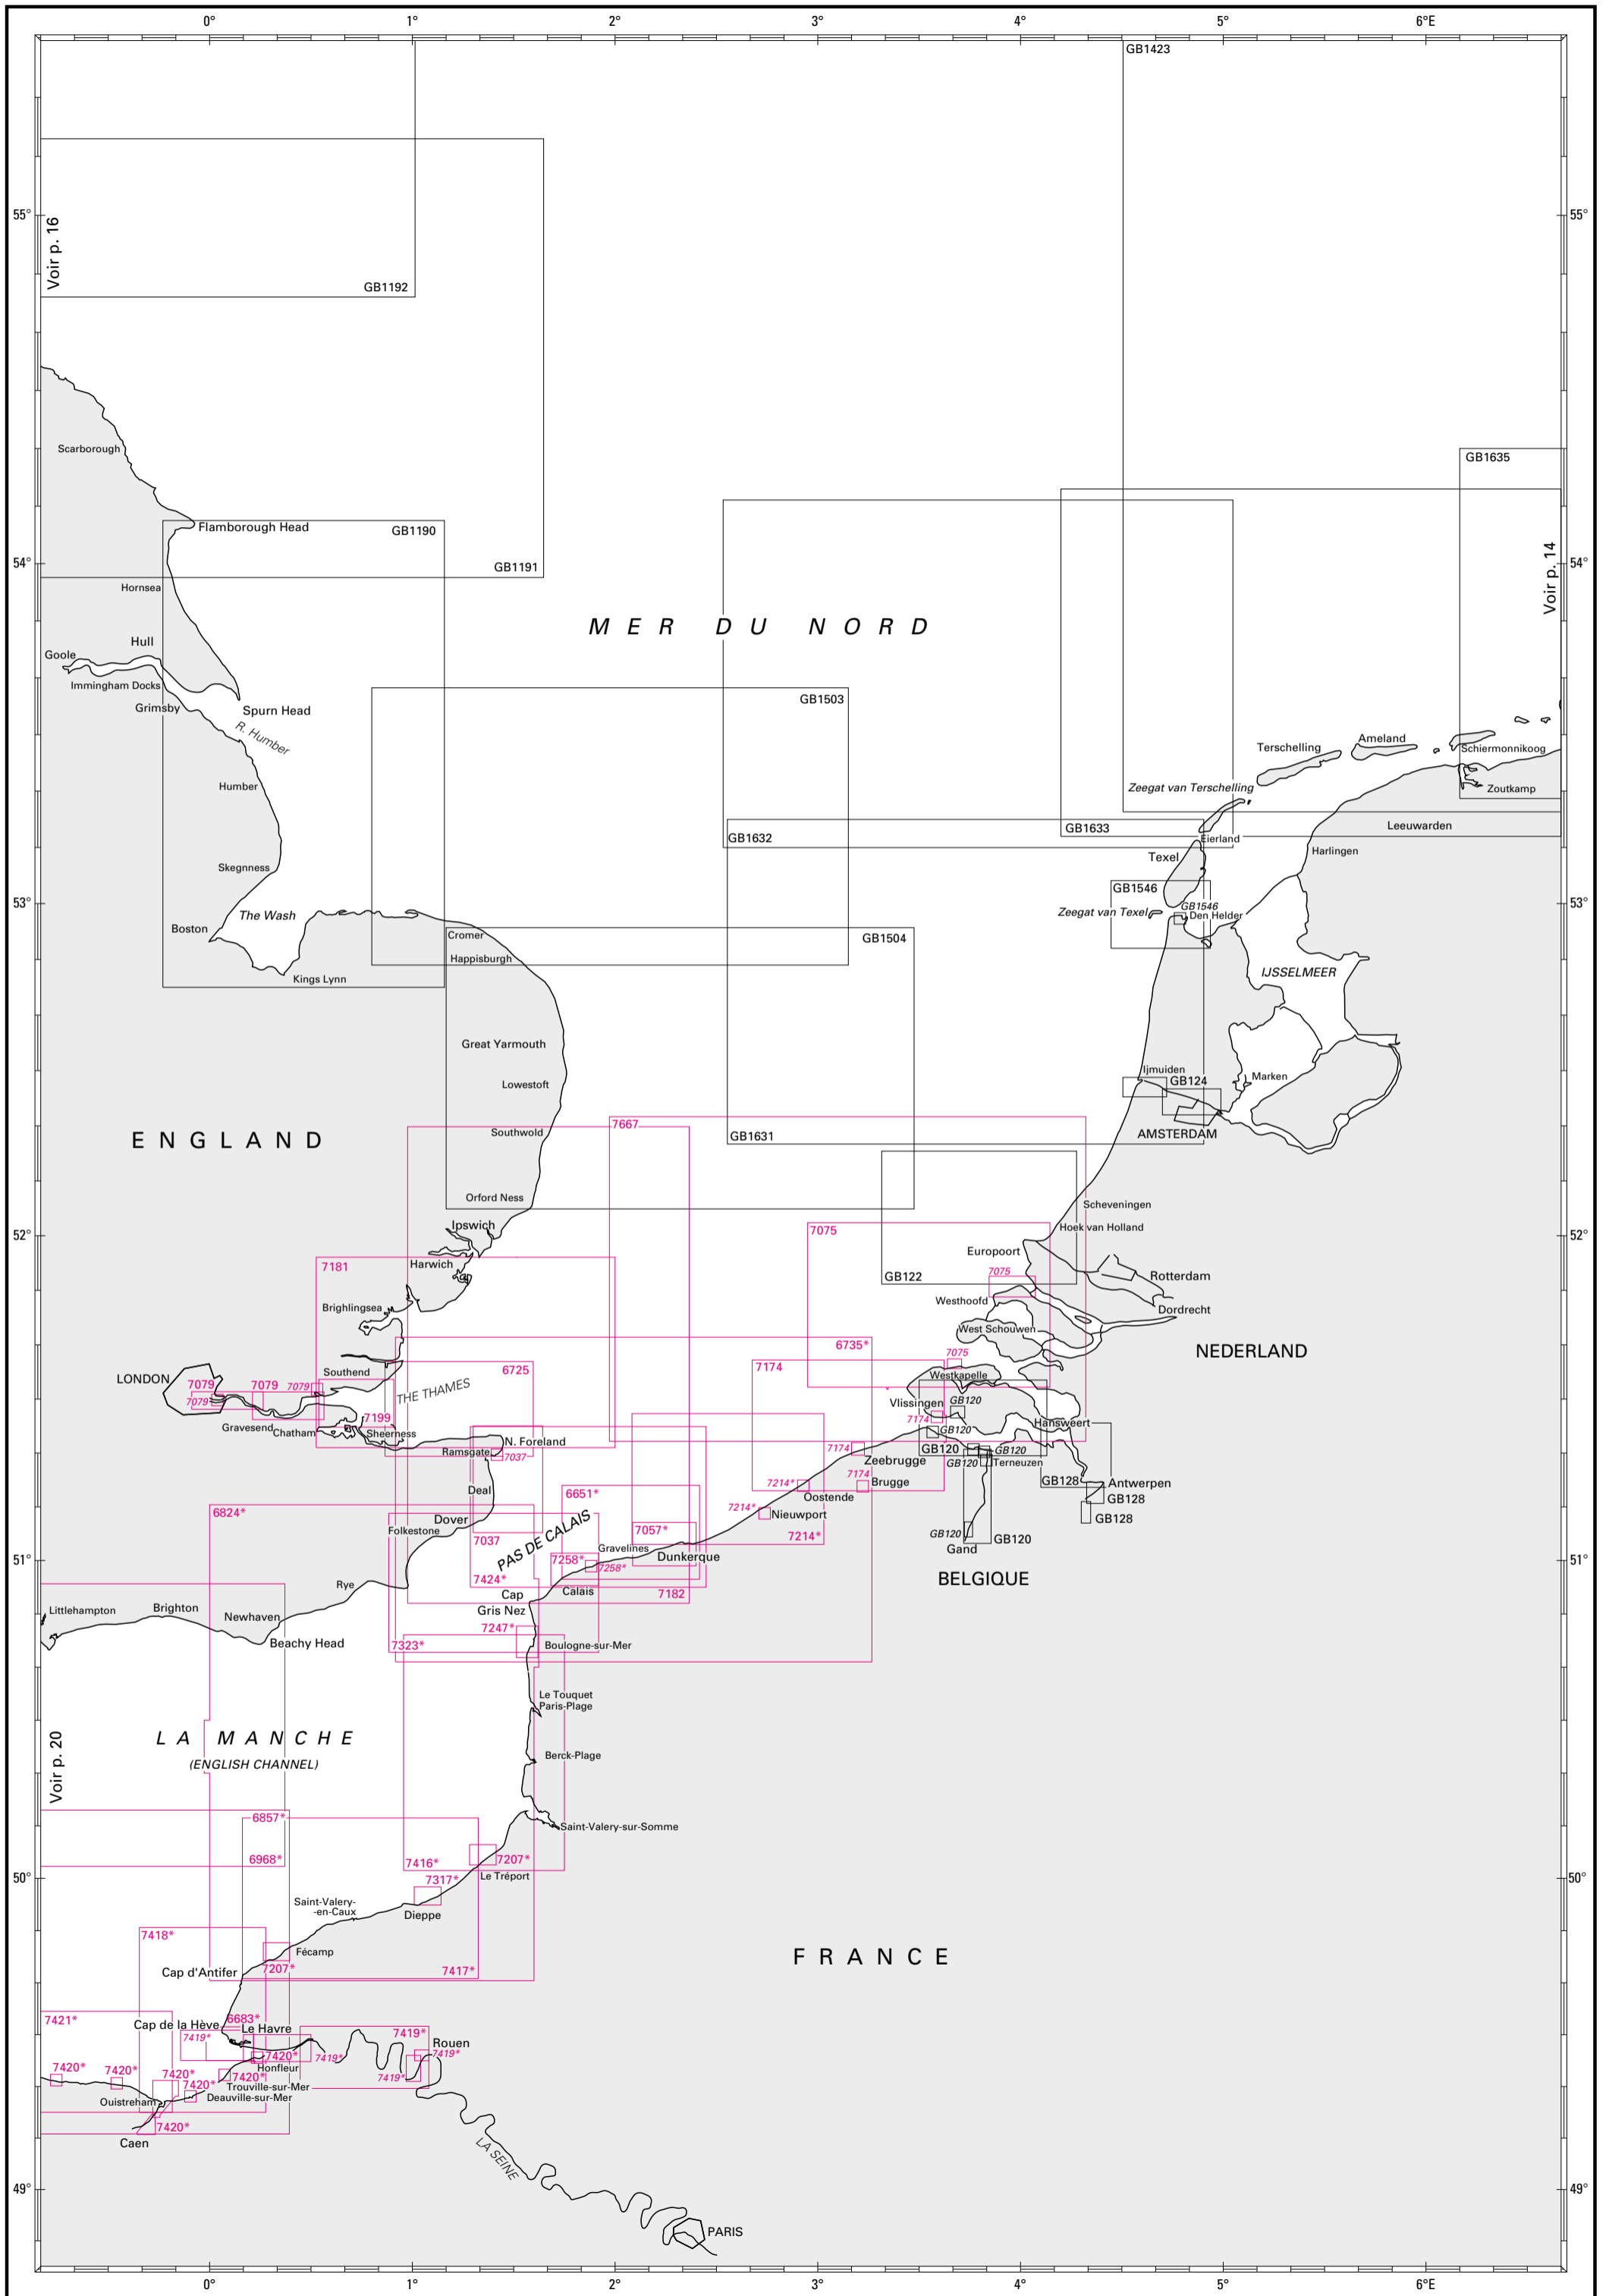 0° 1° 2° 3° 4° 5° 6°E
GB1423
55° 55°
Voir p. 16
GB1192
Scarborough
GB1635
Flamborough Head
GB1190
54° GB1191 54°
Voir p. 14
Hornsea
MER DU NORD
Hull
Goole
Immingham Docks
Grimsby
Spurn Head
R. Humber
GB1503
Ameland
Terschelling
Schiermonnikoog
Humber
Zeegat van Terschelling
Zoutkamp
GB1633
Leeuwarden
GB1632
Eierland
Harlingen
Texel
Skegnness
GB1546
53° 53°
GB1546
Zeegat van Texel
Den Helder
The Wash
Boston
Cromer
GB1504
Happisburgh
Kings Lynn
IJSSELMEER
Great Yarmouth
Ijmuiden
Marken
GB124
Lowestoft
7667
Southwold
GB1631
AMSTERDAM
ENGLAND
Orford Ness
Scheveningen
Ipswich
7075
Hoek van Holland
52° 52°
Europoort
Harwich
7181
7075
GB122
Rotterdam
Westhoofd
Brighlingsea
Dordrecht
West Schouwen
6735*
NEDERLAND
7075
7174
6725
Southend
Westkapelle
LONDON
7079 7079 7079
THE THAMES
7079
Vlissingen
GB120
7199
7174
Hansweert
Gravesend
Chatham
Sheerness
GB120
N. Foreland
Ramsgate
7037
7174
GB120
GB120
Zeebrugge
GB120
Terneuzen
7174
Brugge
GB128
Antwerpen
Deal
6651*
7214*
Oostende
GB128
6824*
7214*
Nieuwport
GB128
Dover
Folkestone
7057*
GB120
7214*
GB120
7037
PAS DE CALAIS
Gravelines
Gand
51° 51°
7258*
Dunkerque
7258*
BELGIQUE
7424*
Rye
Calais
7182
Cap
Gris Nez
Littlehampton
Brighton
Newhaven
7247*
Beachy Head
7323*
Boulogne-sur-Mer
Le Touquet
Paris-Plage
LA MANCHE
(ENGLISH CHANNEL)
Voir p. 20
Berck-Plage
6857*
Saint-Valery-sur-Somme
6968*
7416*
7207*
50° 50°
Le Tréport
7317*
Saint-Valery-
-en-Caux
Dieppe
7418*
Fécamp
FRANCE
7207*
7417*
Cap d'Antifer
7421*
6683*
Cap de la Hève
Le Havre
7419*
7419*
Rouen
7420*
7419*
7419*
7420*
7420*
7420*
Honfleur
7419*
7420*
7420*
Trouville-sur-Mer
Deauville-sur-Mer
Ouistreham
7420*
Caen
LA SEINE
49° 49°
PARIS
0° 1° 2° 3° 4° 5° 6°E